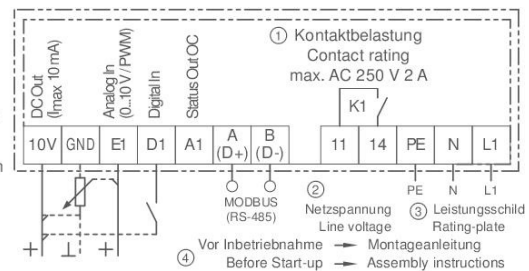 DC Out
(Imax 10 mA)
Analog In
(0...10 V / PWM)
Digital In
Status Out OC
① Kontaktbelastung
Contact rating
max. AC 250 V 2 A
K1
10V GND E1 D1 A1 A (D+) B (D-) 11 14 PE N L1
MODBUS
(RS-485)
PE N L1
②
Netzspannung
Line voltage
③ Leistungsschild
Rating-plate
④ Vor Inbetriebnahme → Montageanleitung
Before Start-up → Assembly instructions
+ ⊥ +